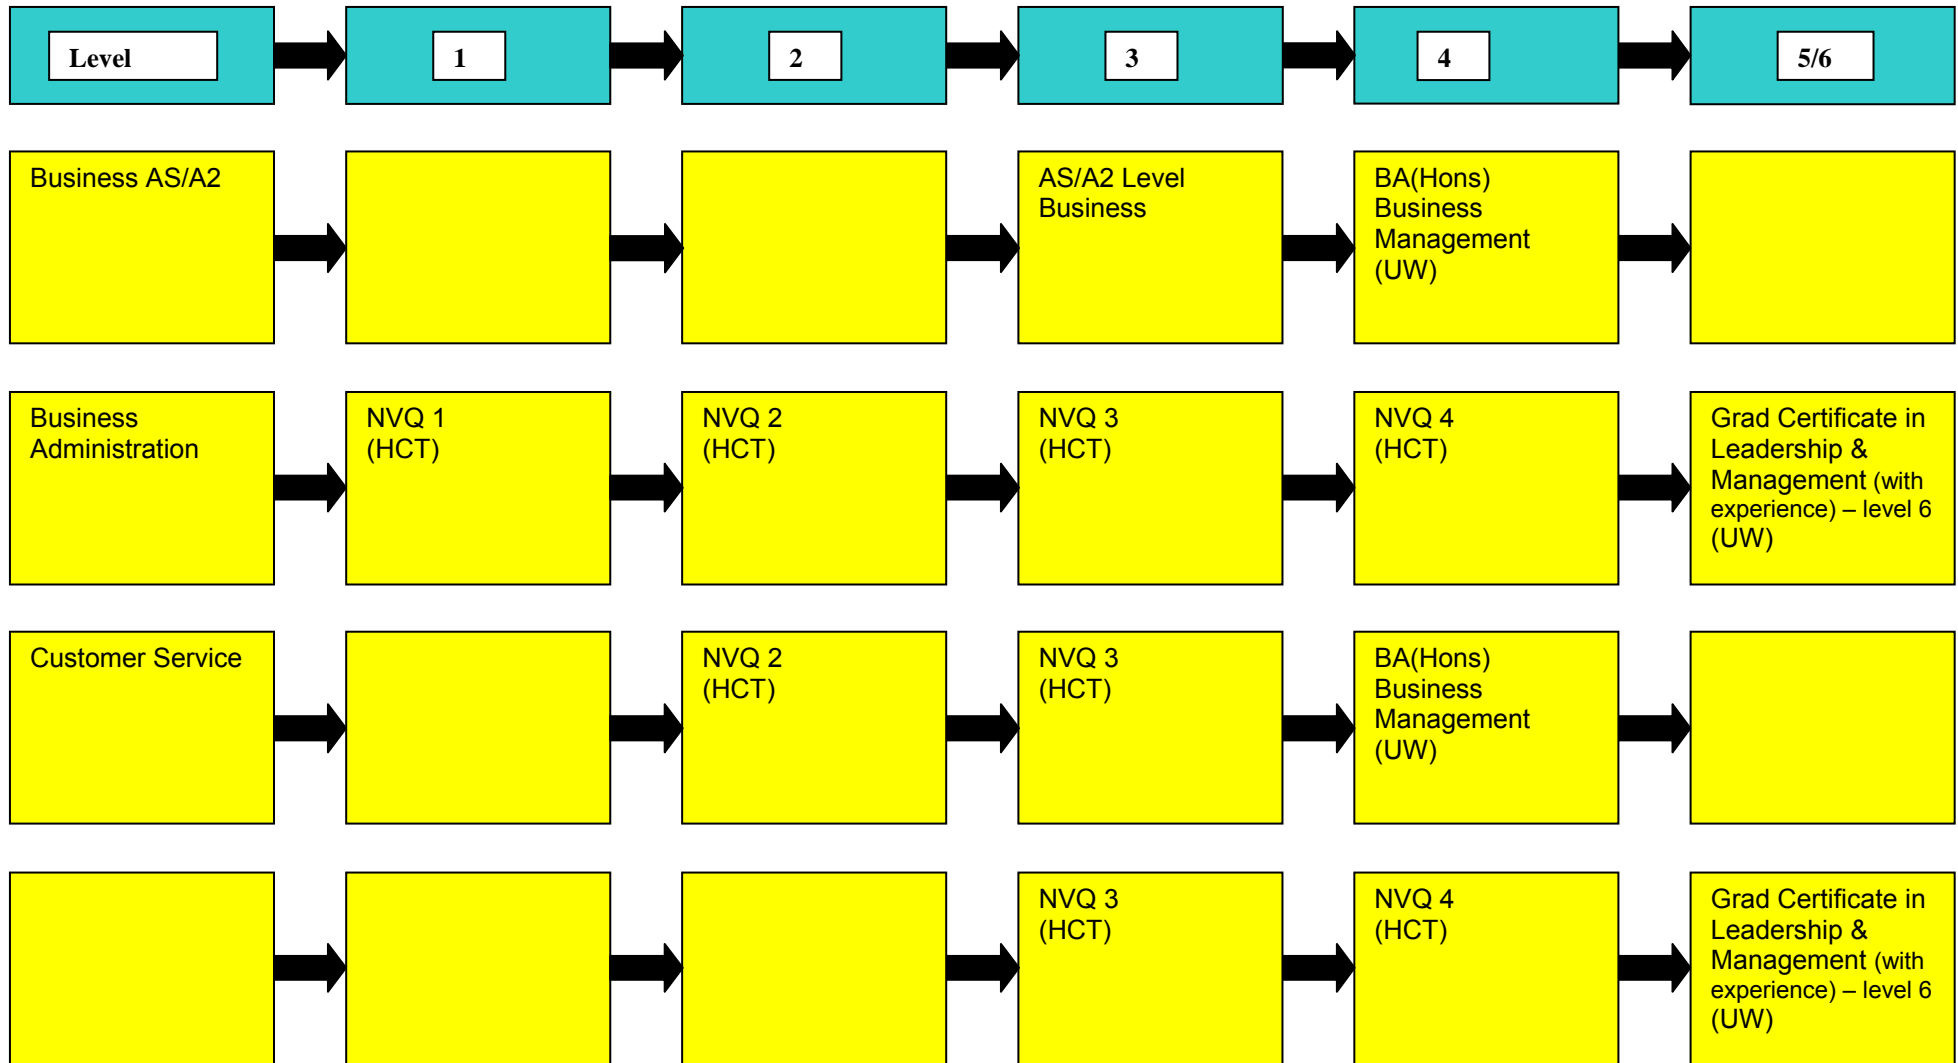 Level
1
2
3
4
5/6
Business AS/A2
AS/A2 Level
Business
BA(Hons)
Business
Management
(UW)
Business
Administration
NVQ 1
(HCT)
NVQ 2
(HCT)
NVQ 3
(HCT)
NVQ 4
(HCT)
Grad Certificate in
Leadership &
Management (with
experience) – level 6
(UW)
Customer Service
NVQ 2
(HCT)
NVQ 3
(HCT)
BA(Hons)
Business
Management
(UW)
NVQ 3
(HCT)
NVQ 4
(HCT)
Grad Certificate in
Leadership &
Management (with
experience) – level 6
(UW)